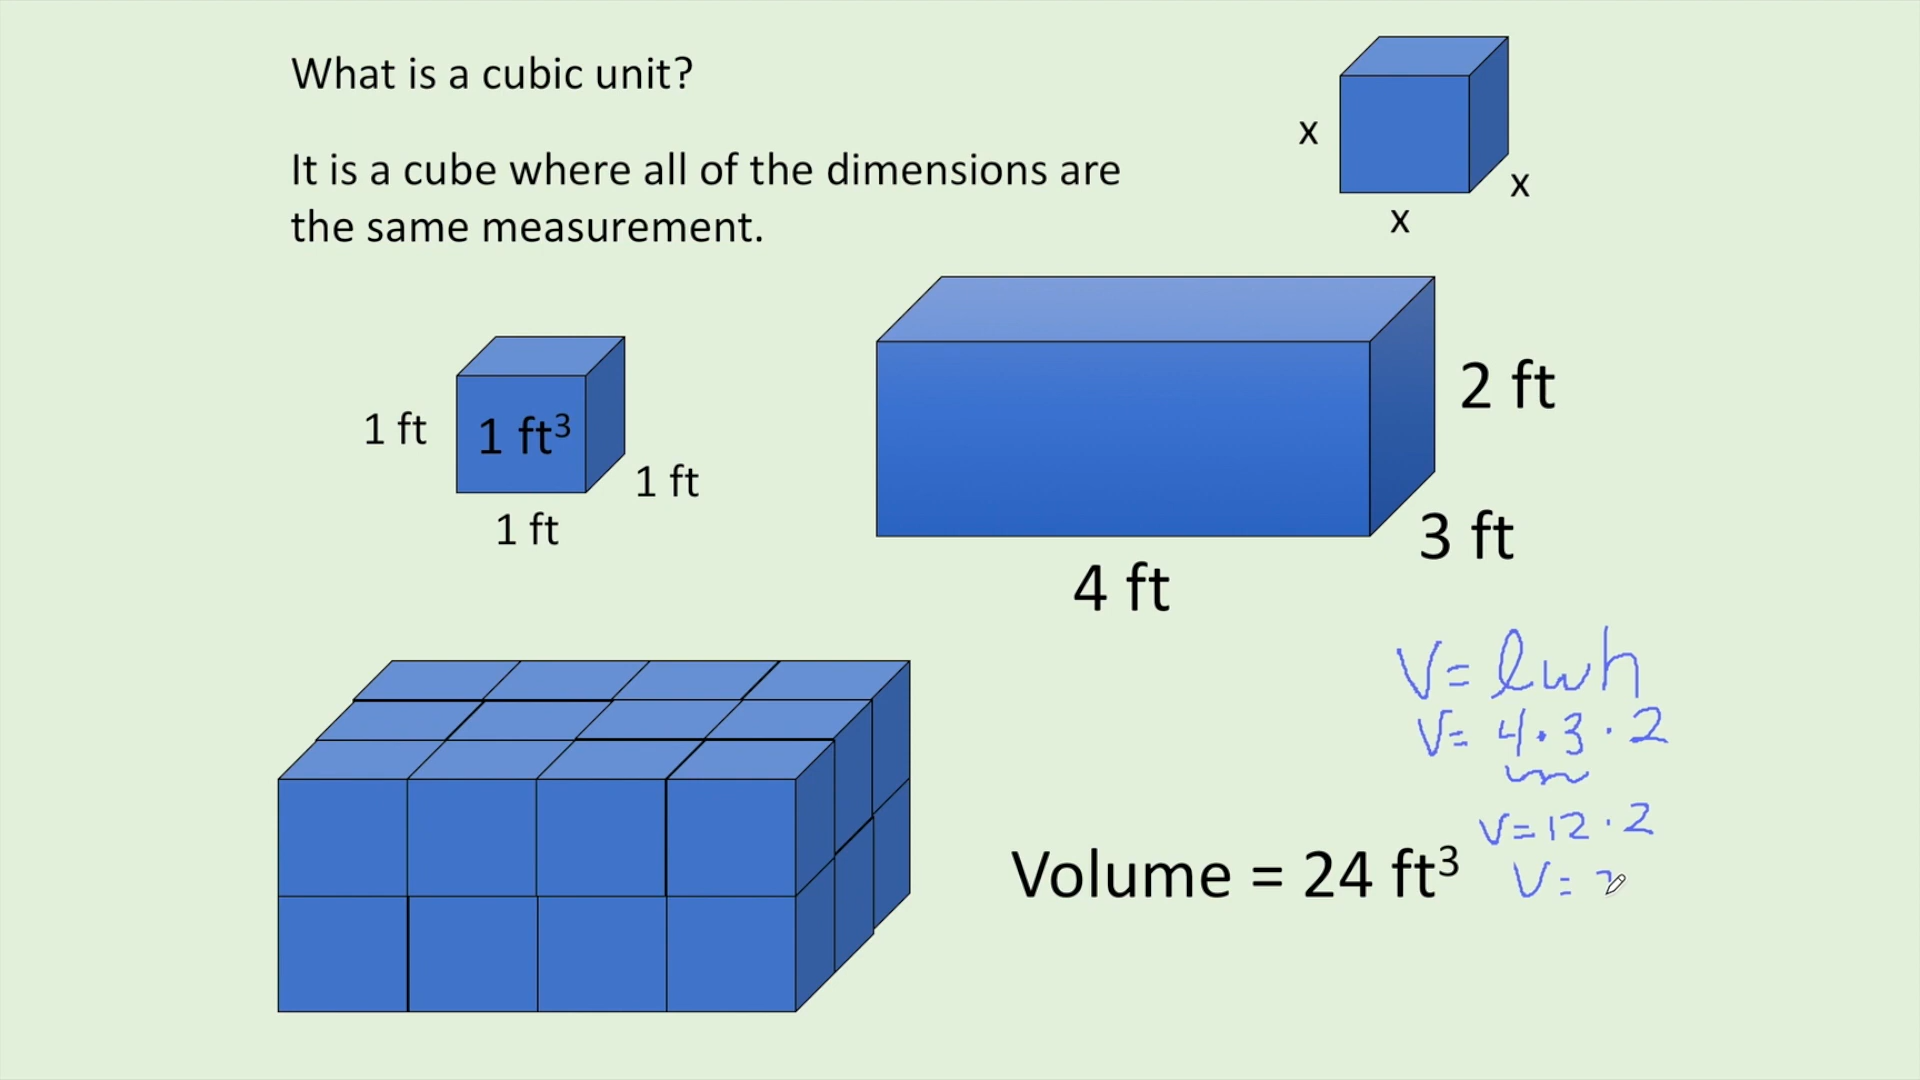 What is a cubic unit?
It is a cube where all of the dimensions are
the same measurement.
x
x
x
1 ft
1 ft³
1 ft
1 ft
2 ft
3 ft
4 ft
V= lwh
V= 4·3·2
V=12·2
Volume = 24 ft³
V=